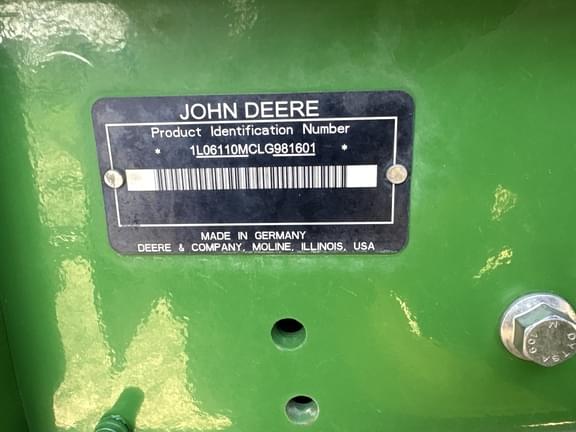 JOHN DEERE
Product Identification Number
* 1L06110MCLG981601 *
MADE IN GERMANY
DEERE & COMPANY, MOLINE, ILLINOIS, USA